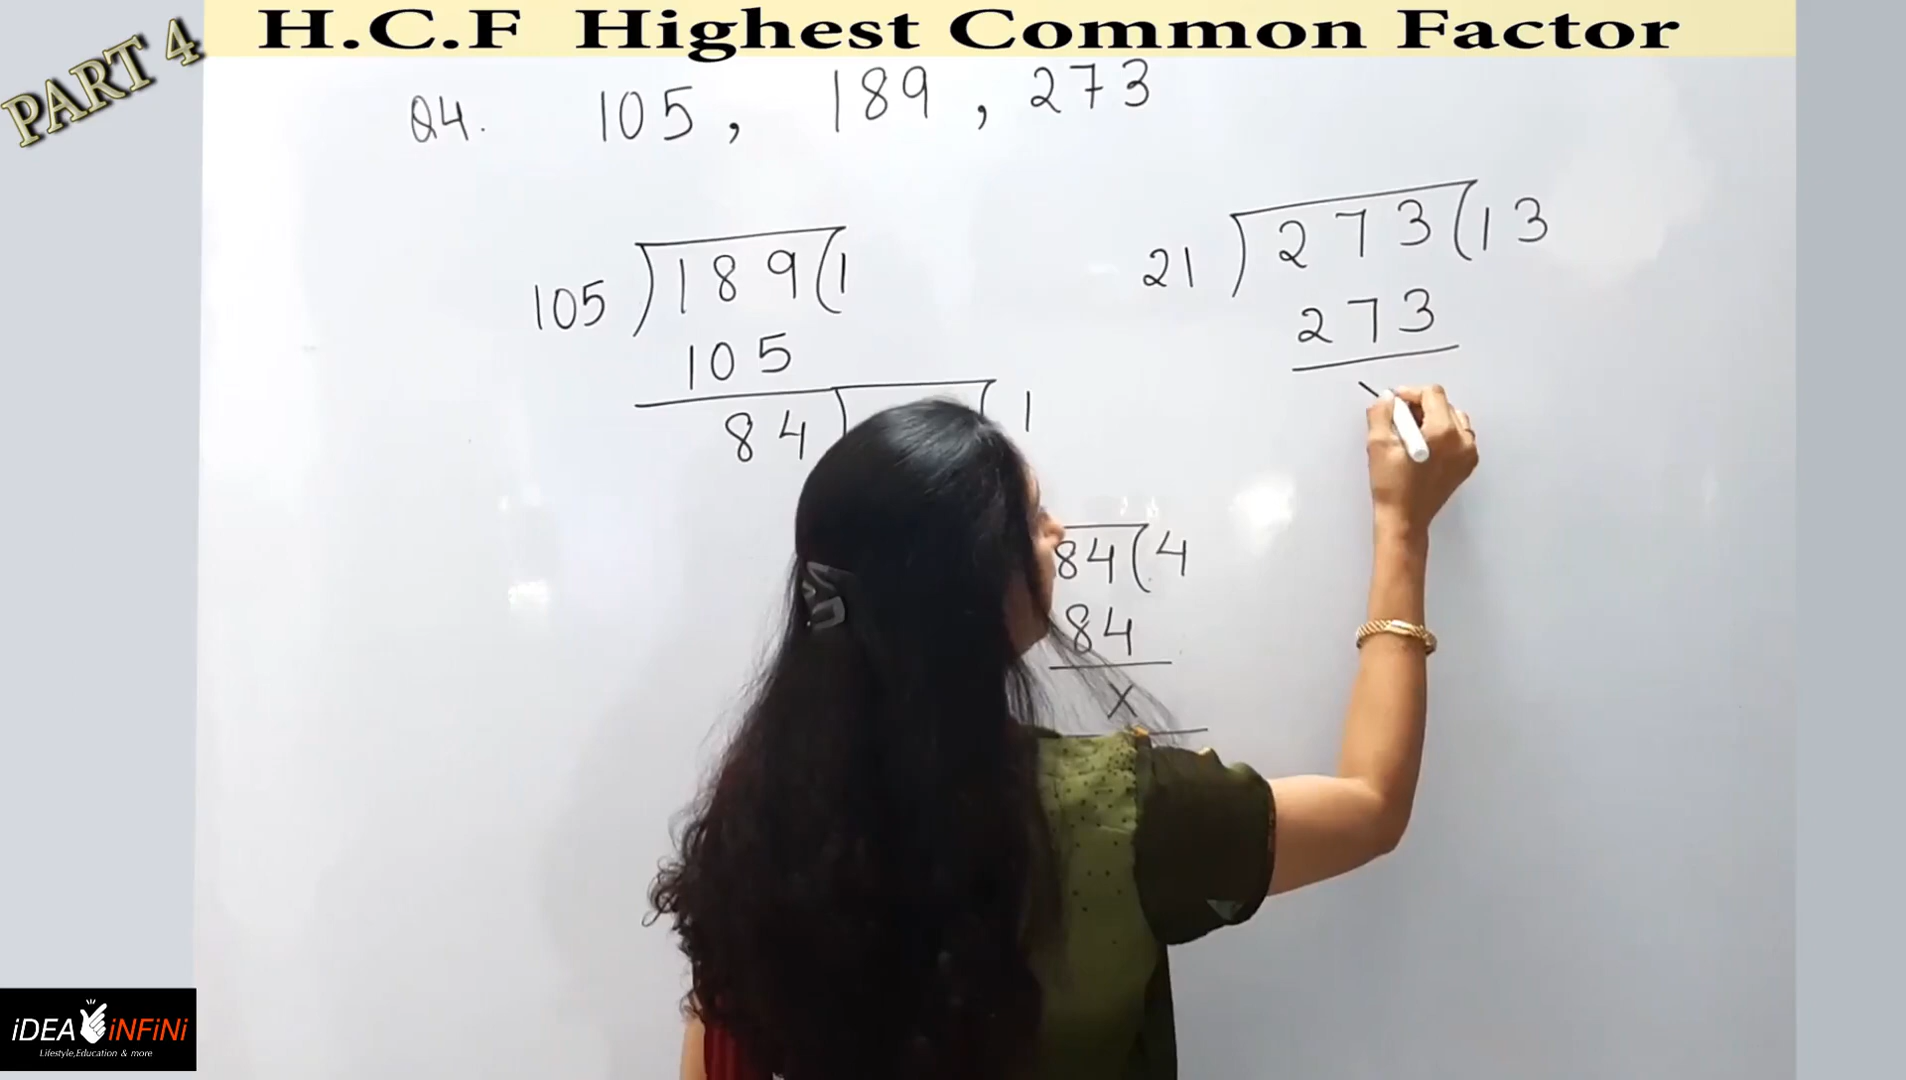 PART 4
H.C.F Highest Common Factor
Q4. 105, 189, 273
105 ) 189 ( 1
105
84
1
84 ( 4
84
x
21 ) 273 ( 13
273
iDEA iNFiNi
Lifestyle,Education & more